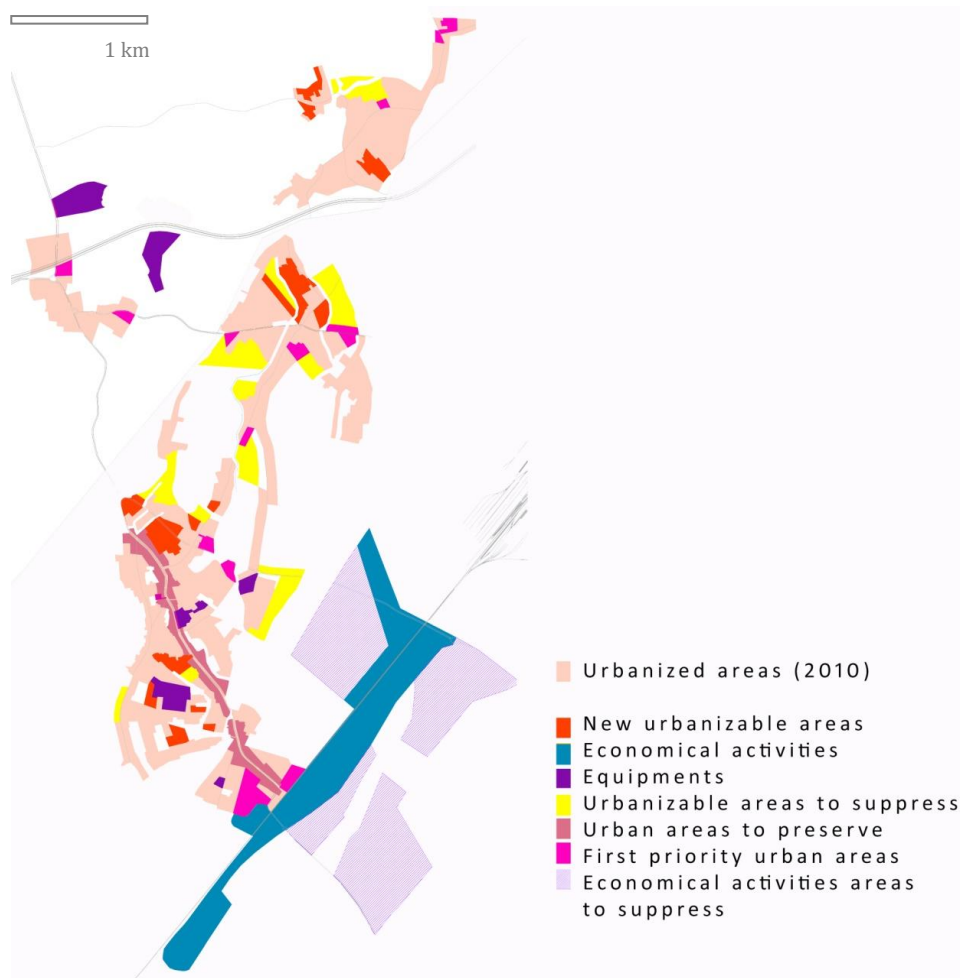 1 km
Urbanized areas (2010)
New urbanizable areas
Economical activities
Equipments
Urbanizable areas to suppress
Urban areas to preserve
First priority urban areas
Economical activities areas
to suppress